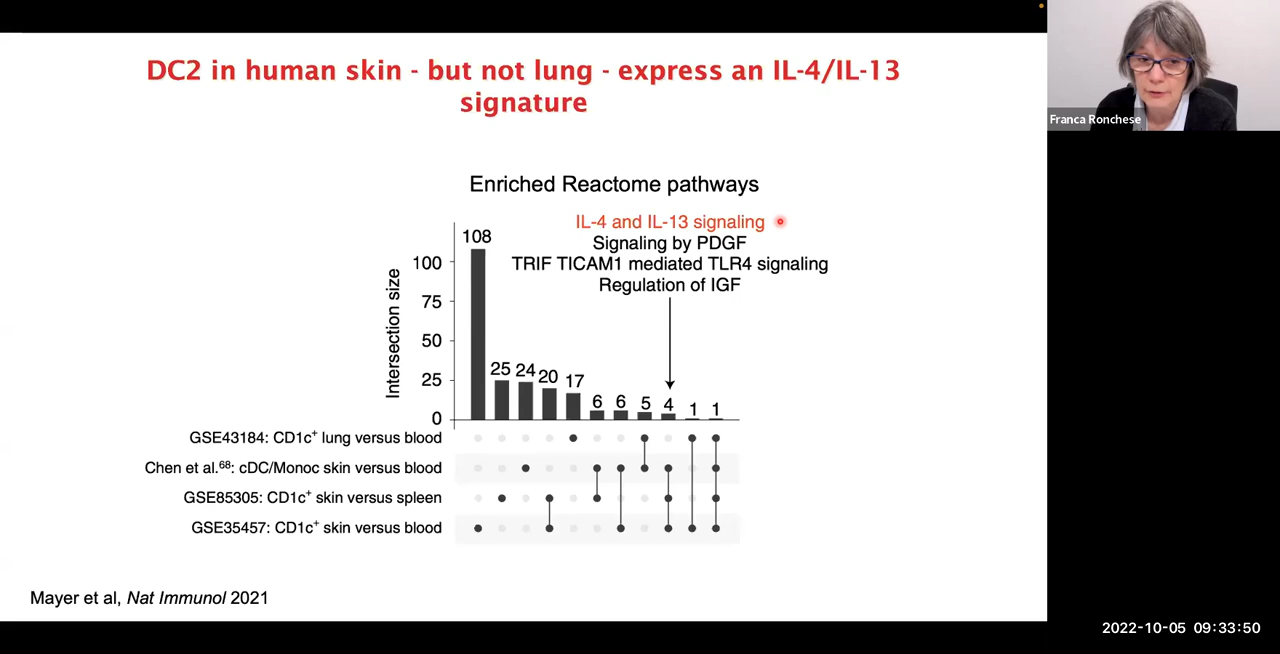 DC2 in human skin - but not lung - express an IL-4/IL-13
signature
Franca Ronchese
Enriched Reactome pathways
IL-4 and IL-13 signaling
Signaling by PDGF
TRIF TICAM1 mediated TLR4 signaling
Regulation of IGF
Intersection size
100
75
50
25
0
108
25
24
20
17
6
6
5
4
1
1
GSE43184: CD1c⁺ lung versus blood
Chen et al.⁶⁸: cDC/Monoc skin versus blood
GSE85305: CD1c⁺ skin versus spleen
GSE35457: CD1c⁺ skin versus blood
Mayer et al, Nat Immunol 2021
2022-10-05 09:33:50